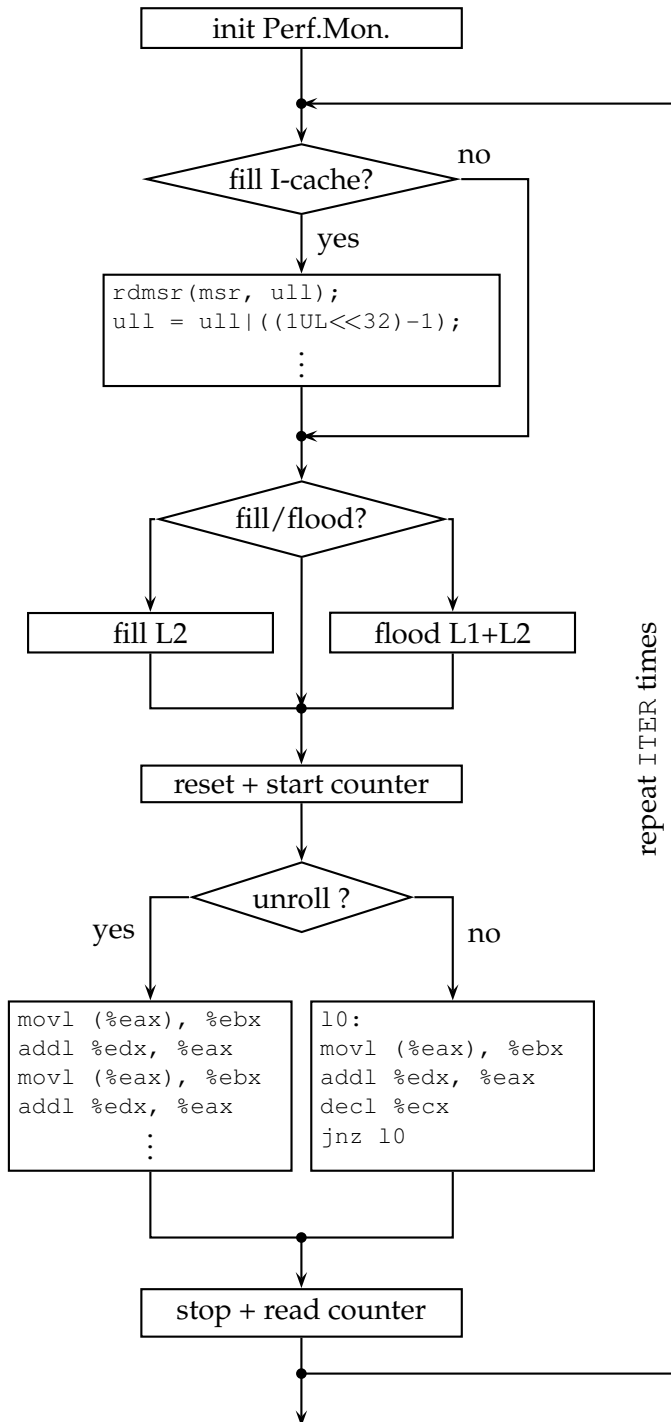 init Perf.Mon.
no
fill I-cache?
yes
rdmsr(msr, ull);
ull = ull|((1UL<<32)-1);
⋮
fill/flood?
fill L2
flood L1+L2
repeat ITER times
reset + start counter
unroll ?
yes
no
movl (%eax), %ebx
addl %edx, %eax
movl (%eax), %ebx
addl %edx, %eax
⋮
l0:
movl (%eax), %ebx
addl %edx, %eax
decl %ecx
jnz l0
stop + read counter